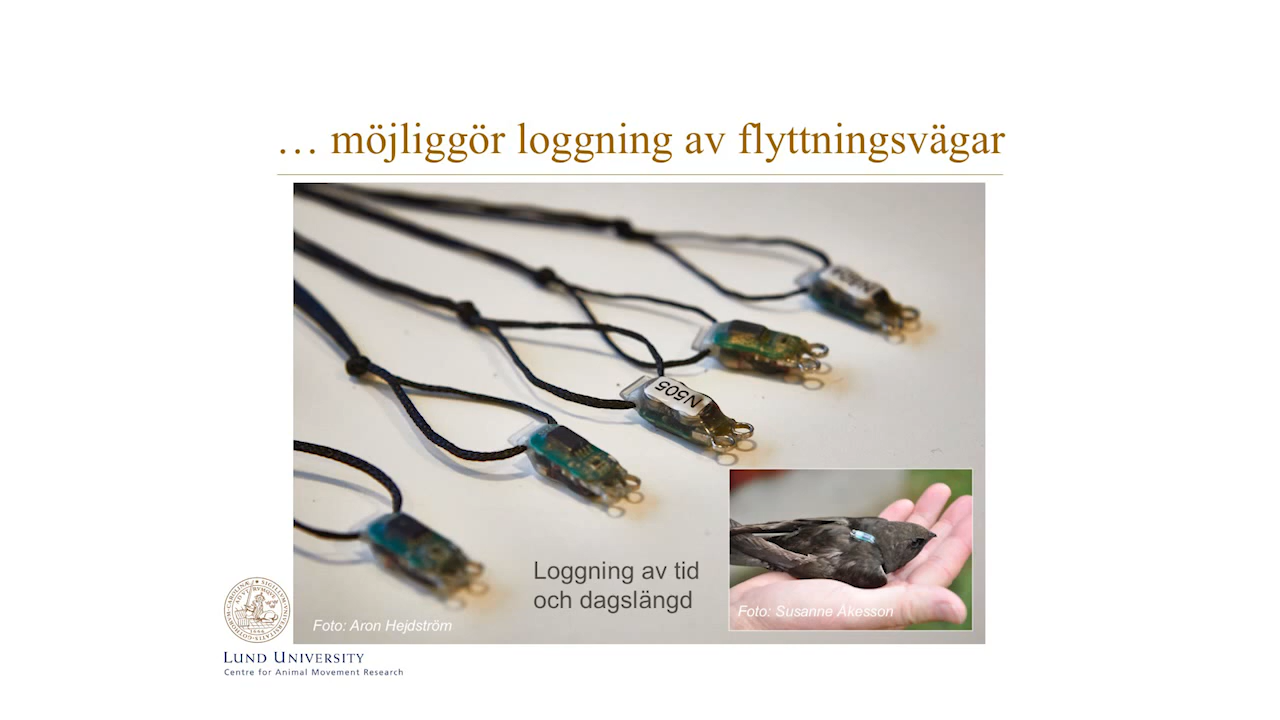 … möjliggör loggning av flyttningsvägar
N505
Loggning av tid
och dagslängd
Foto: Susanne Åkesson
Foto: Aron Hejdström
LUND UNIVERSITY
Centre for Animal Movement Research